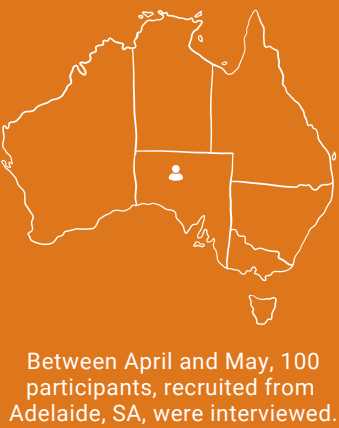 Between April and May, 100
participants, recruited from
Adelaide, SA, were interviewed.